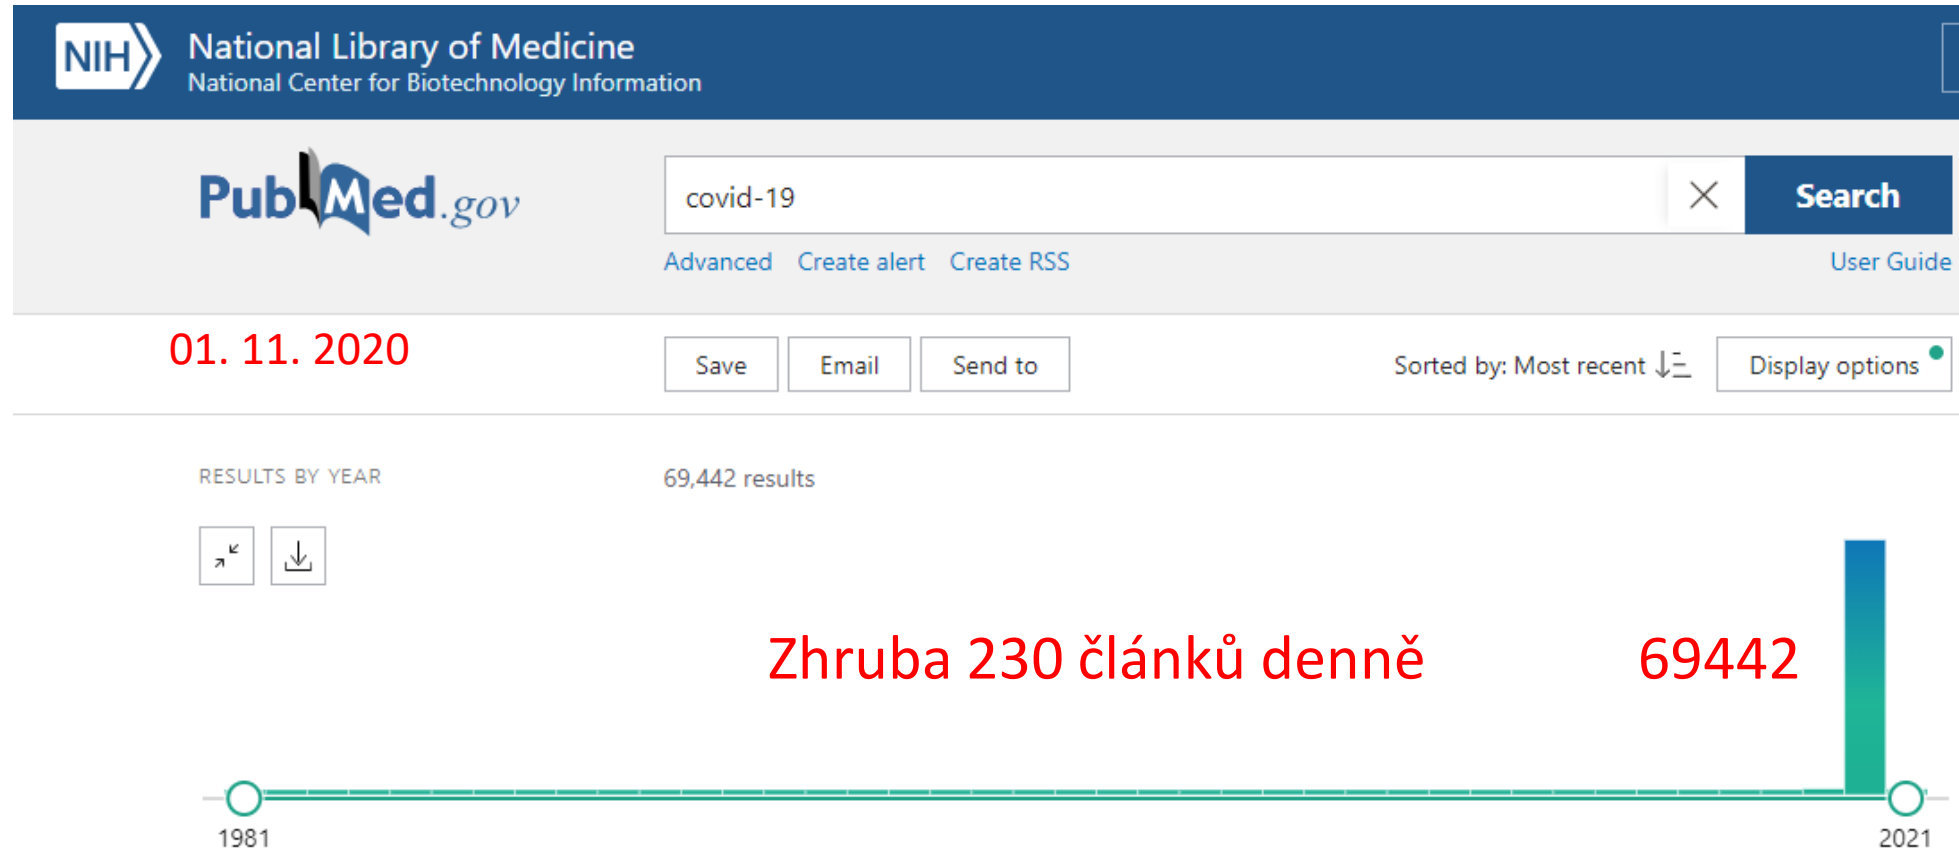 NIH
National Library of Medicine
National Center for Biotechnology Information
PubMed.gov
covid-19
Search
Advanced Create alert Create RSS
User Guide
01. 11. 2020
Save Email Send to
Sorted by: Most recent
Display options
RESULTS BY YEAR
69,442 results
Zhruba 230 článků denně
69442
1981
2021